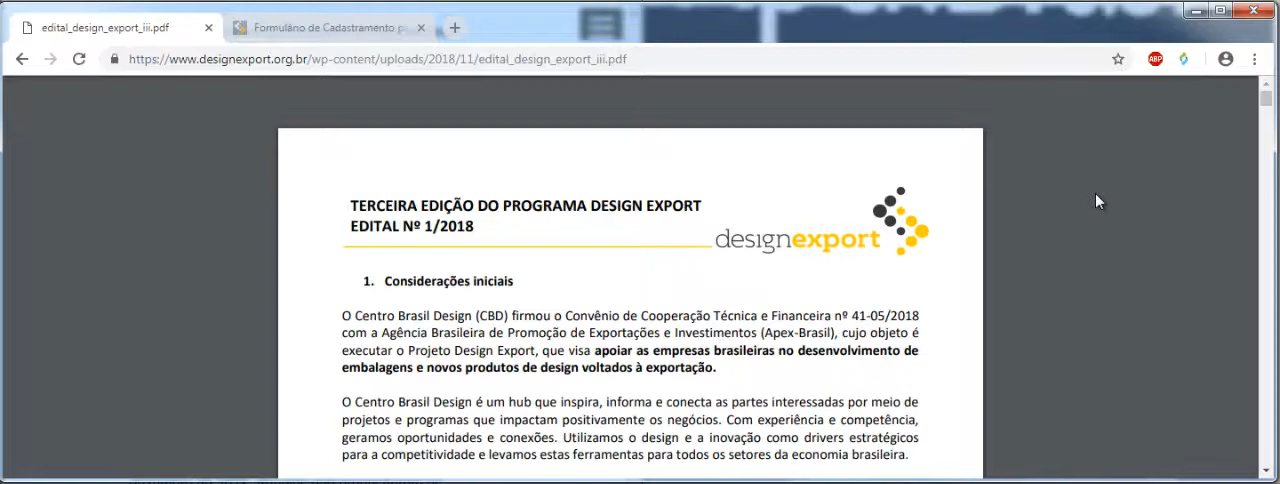 edital_design_export_iii.pdf
Formulário de Cadastramento pa
https://www.designexport.org.br/wp-content/uploads/2018/11/edital_design_export_iii.pdf
ABP
TERCEIRA EDIÇÃO DO PROGRAMA DESIGN EXPORT
EDITAL Nº 1/2018
designexport
1. Considerações iniciais
O Centro Brasil Design (CBD) firmou o Convênio de Cooperação Técnica e Financeira nº 41-05/2018
com a Agência Brasileira de Promoção de Exportações e Investimentos (Apex-Brasil), cujo objeto é
executar o Projeto Design Export, que visa apoiar as empresas brasileiras no desenvolvimento de
embalagens e novos produtos de design voltados à exportação.
O Centro Brasil Design é um hub que inspira, informa e conecta as partes interessadas por meio de
projetos e programas que impactam positivamente os negócios. Com experiência e competência,
geramos oportunidades e conexões. Utilizamos o design e a inovação como drivers estratégicos
para a competitividade e levamos estas ferramentas para todos os setores da economia brasileira.